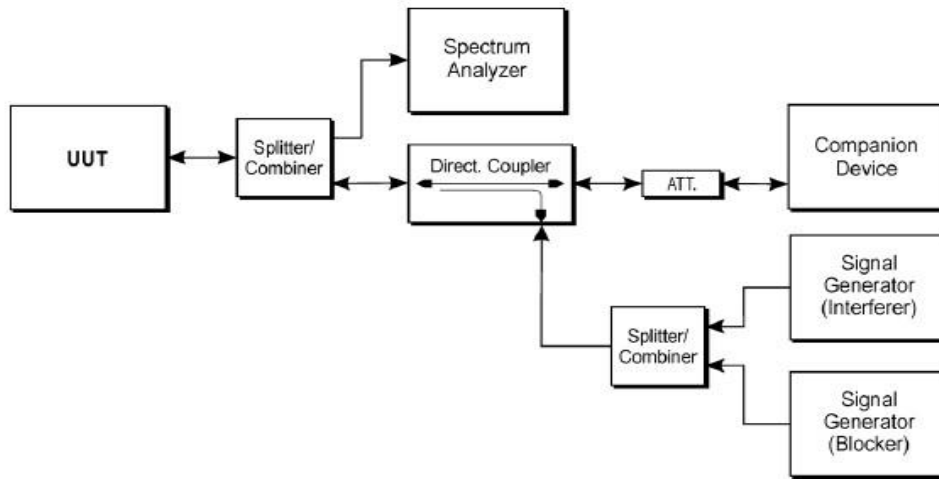 Spectrum
Analyzer
UUT
Splitter/
Combiner
Direct. Coupler
ATT.
Companion
Device
Signal
Generator
(Interferer)
Splitter/
Combiner
Signal
Generator
(Blocker)